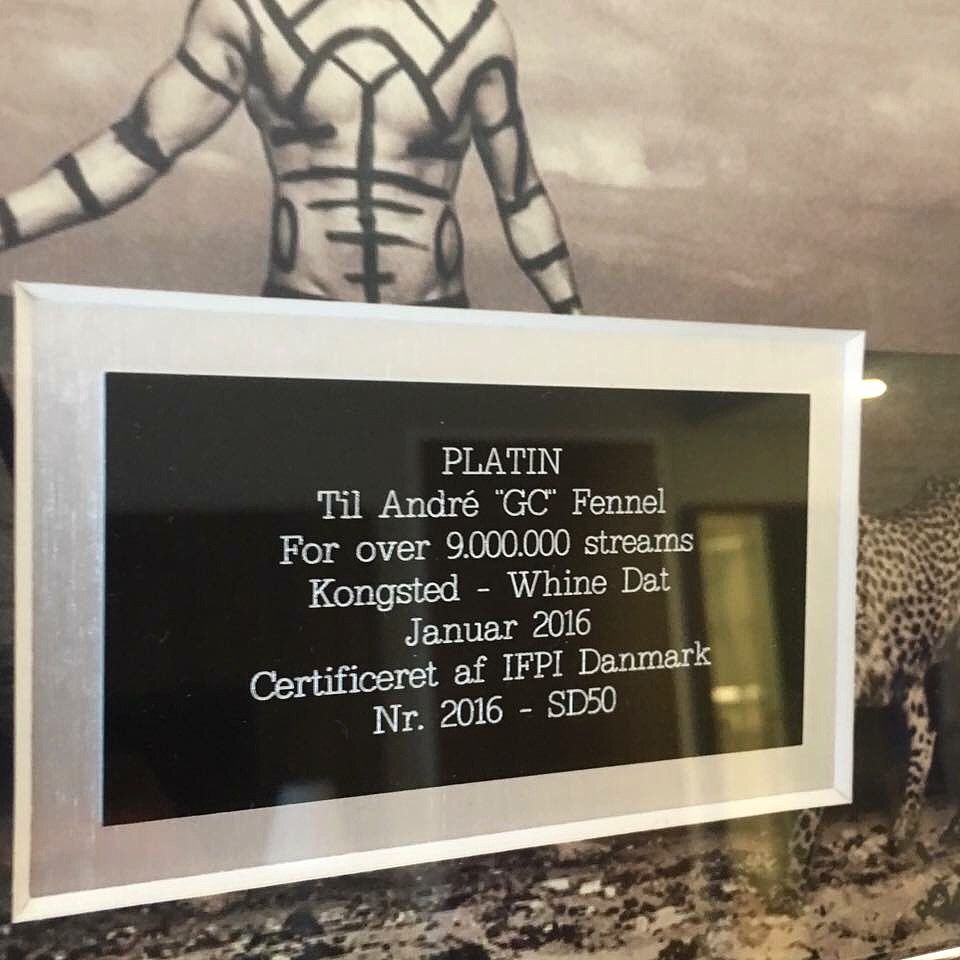 PLATIN
Til André "GC" Fennel
For over 9.000.000 streams
Kongsted - Whine Dat
Januar 2016
Certificeret af IFPI Danmark
Nr. 2016 - SD50